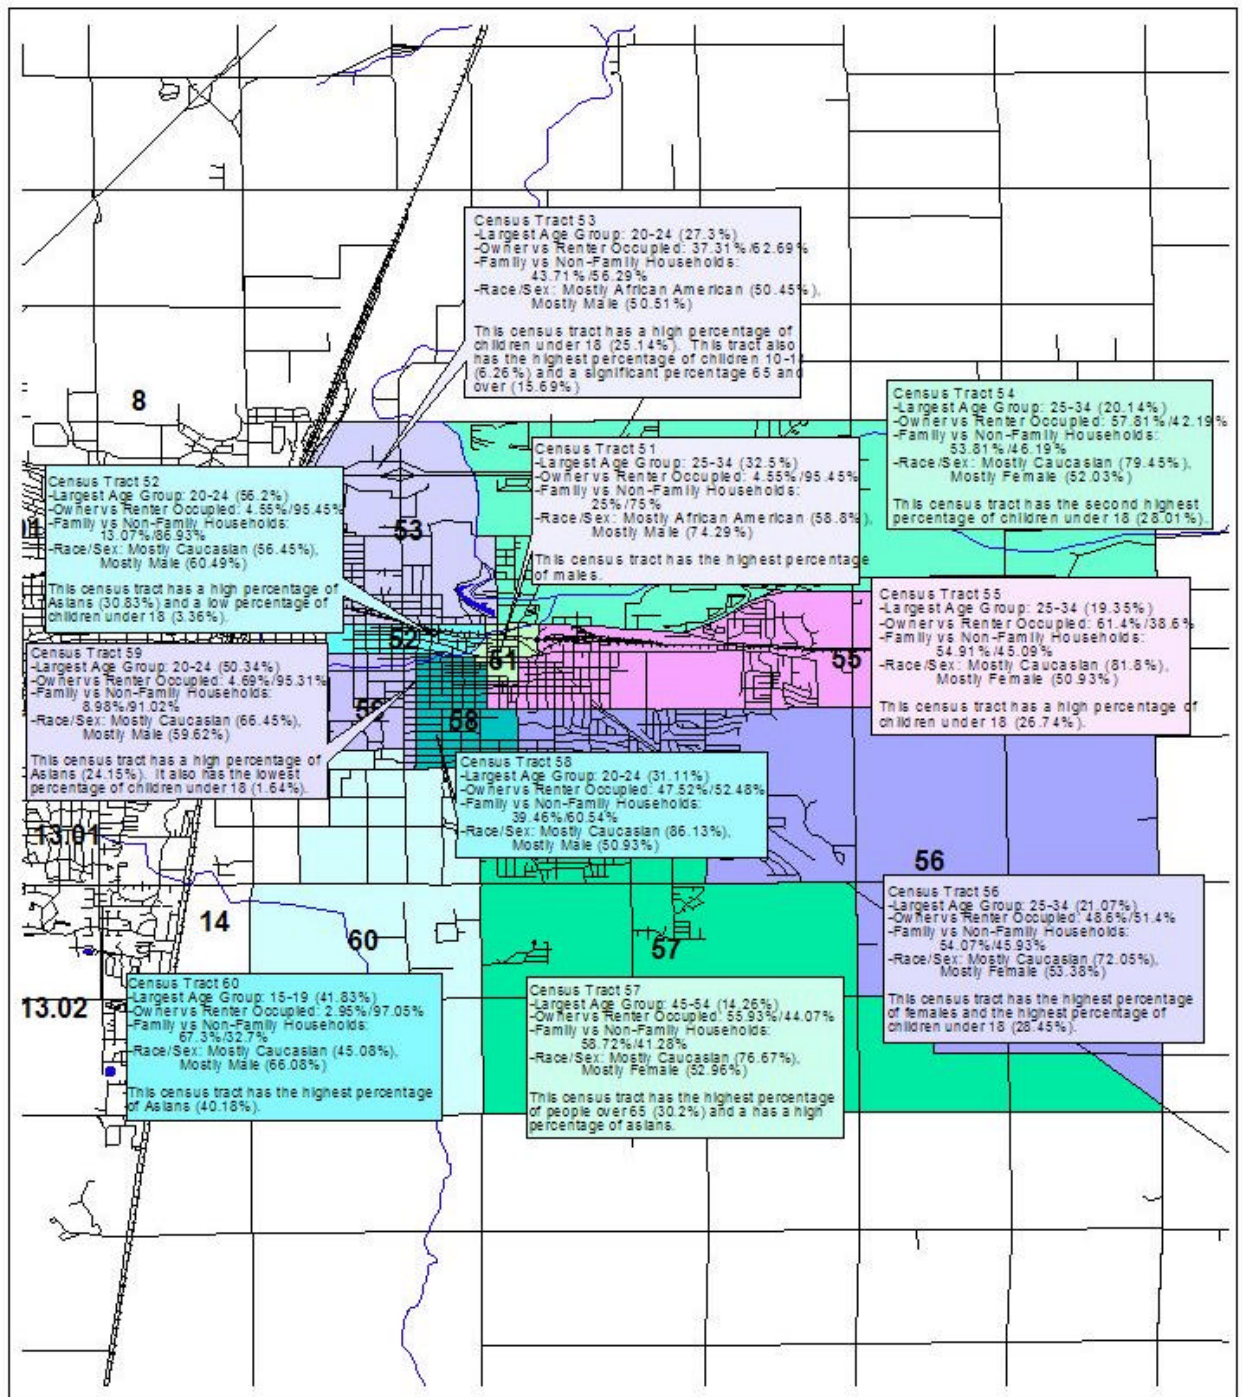 Census Tract 53
-Largest Age Group: 20-24 (27.3%)
-Owner vs Renter Occupied: 37.31%/62.69%
-Family vs Non-Family Households:
43.71%/56.29%
-Race/Sex: Mostly African American (50.45%),
Mostly Male (50.51%)
This census tract has a high percentage of
children under 18 (25.14%). This tract also
has the highest percentage of children 10-1
(6.26%) and a significant percentage 65 and
over (15.69%)
8
Census Tract 54
-Largest Age Group: 25-34 (20.14%)
-Owner vs Renter Occupied: 57.81%/42.19%
-Family vs Non-Family Households:
53.81%/46.19%
-Race/Sex: Mostly Caucasian (79.45%),
Mostly Female (52.03%)
This census tract has the second highest
percentage of children under 18 (28.01%).
Census Tract 51
-Largest Age Group: 25-34 (32.5%)
-Owner vs Renter Occupied: 4.55%/95.45%
-Family vs Non-Family Households:
25%/75%
-Race/Sex: Mostly African American (58.8%),
Mostly Male (74.29%)
This census tract has the highest percentage
of males.
Census Tract 52
-Largest Age Group: 20-24 (56.2%)
-Owner vs Renter Occupied: 4.55%/95.45%
-Family vs Non-Family Households:
13.07%/86.93%
-Race/Sex: Mostly Caucasian (56.45%),
Mostly Male (60.49%)
This census tract has a high percentage of
Asians (30.83%) and a low percentage of
children under 18 (3.36%).
53
Census Tract 55
-Largest Age Group: 25-34 (19.35%)
-Owner vs Renter Occupied: 61.4%/38.6%
-Family vs Non-Family Households:
54.91%/45.09%
-Race/Sex: Mostly Caucasian (81.8%),
Mostly Female (50.93%)
This census tract has a high percentage of
children under 18 (26.74%).
52
51
55
Census Tract 59
-Largest Age Group: 20-24 (50.34%)
-Owner vs Renter Occupied: 4.69%/95.31%
-Family vs Non-Family Households:
8.98%/91.02%
-Race/Sex: Mostly Caucasian (66.45%),
Mostly Male (59.62%)
This census tract has a high percentage of
Asians (24.15%). It also has the lowest
percentage of children under 18 (1.64%).
59
58
Census Tract 58
-Largest Age Group: 20-24 (31.11%)
-Owner vs Renter Occupied: 47.52%/52.48%
-Family vs Non-Family Households:
39.46%/60.54%
-Race/Sex: Mostly Caucasian (86.13%),
Mostly Male (50.93%)
13.01
56
Census Tract 56
-Largest Age Group: 25-34 (21.07%)
-Owner vs Renter Occupied: 48.6%/51.4%
-Family vs Non-Family Households:
54.07%/45.93%
-Race/Sex: Mostly Caucasian (72.05%),
Mostly Female (53.38%)
This census tract has the highest percentage
of females and the highest percentage of
children under 18 (28.45%).
14
60
57
13.02
Census Tract 60
-Largest Age Group: 15-19 (41.83%)
-Owner vs Renter Occupied: 2.95%/97.05%
-Family vs Non-Family Households:
67.3%/32.7%
-Race/Sex: Mostly Caucasian (45.08%),
Mostly Male (66.08%)
This census tract has the highest percentage
of Asians (40.18%).
Census Tract 57
-Largest Age Group: 45-54 (14.26%)
-Owner vs Renter Occupied: 55.93%/44.07%
-Family vs Non-Family Households:
58.72%/41.28%
-Race/Sex: Mostly Caucasian (76.67%),
Mostly Female (52.96%)
This census tract has the highest percentage
of people over 65 (30.2%) and a has a high
percentage of asians.